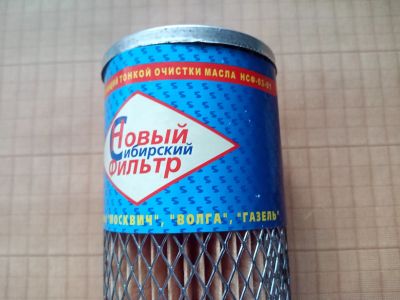 ТОНКОЙ ОЧИСТКИ МАСЛА НСФ-03-01
Новый
Сибирский
Фильтр
"МОСКВИЧ", "ВОЛГА", "ГАЗЕЛЬ"